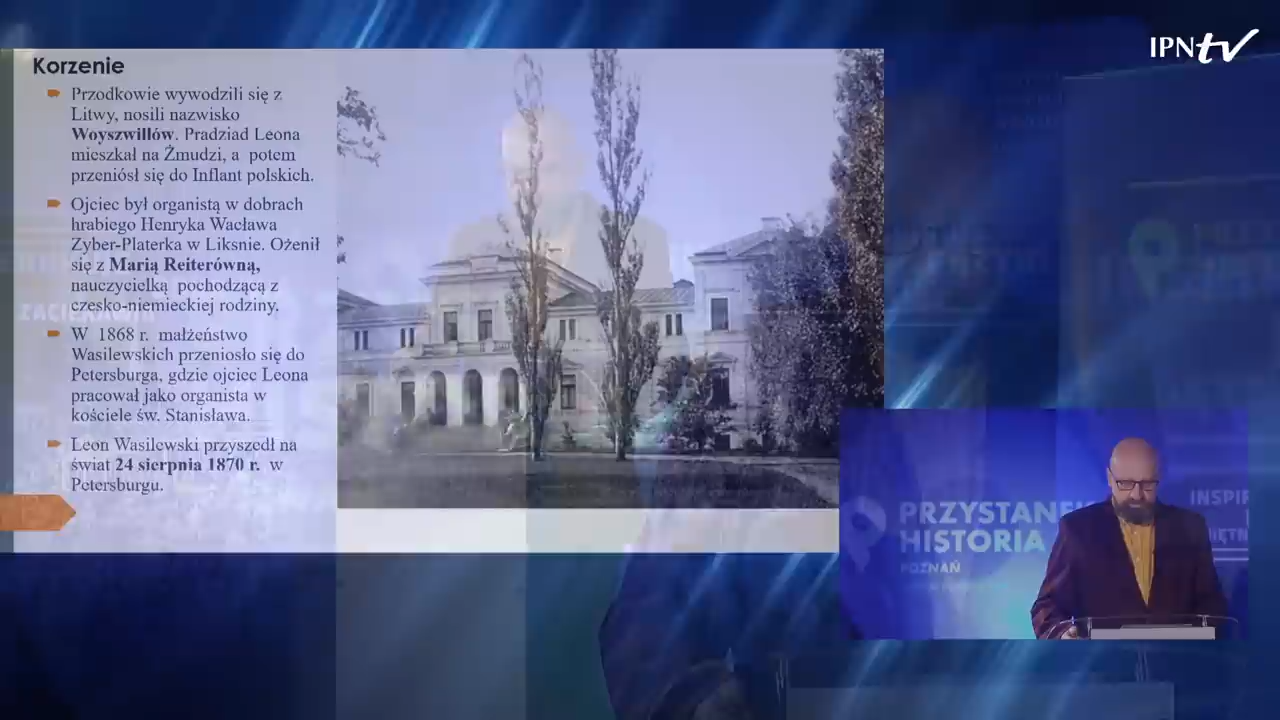 IPNtv
Korzenie
Przodkowie wywodzili się z
Litwy, nosili nazwisko
Woyszwillów. Pradziad Leona
mieszkał na Żmudzi, a potem
przeniósł się do Inflant polskich.
Ojciec był organistą w dobrach
hrabiego Henryka Wacława
Zyber-Platerka w Liksnie. Ożenił
się z Marią Reiterówną,
nauczycielką pochodzącą z
czesko-niemieckiej rodziny.
W 1868 r. małżeństwo
Wasilewskich przeniosło się do
Petersburga, gdzie ojciec Leona
pracował jako organista w
kościele św. Stanisława.
Leon Wasilewski przyszedł na
świat 24 sierpnia 1870 r. w
Petersburgu.
PRZYSTANEK
HISTORIA
POZNAŃ